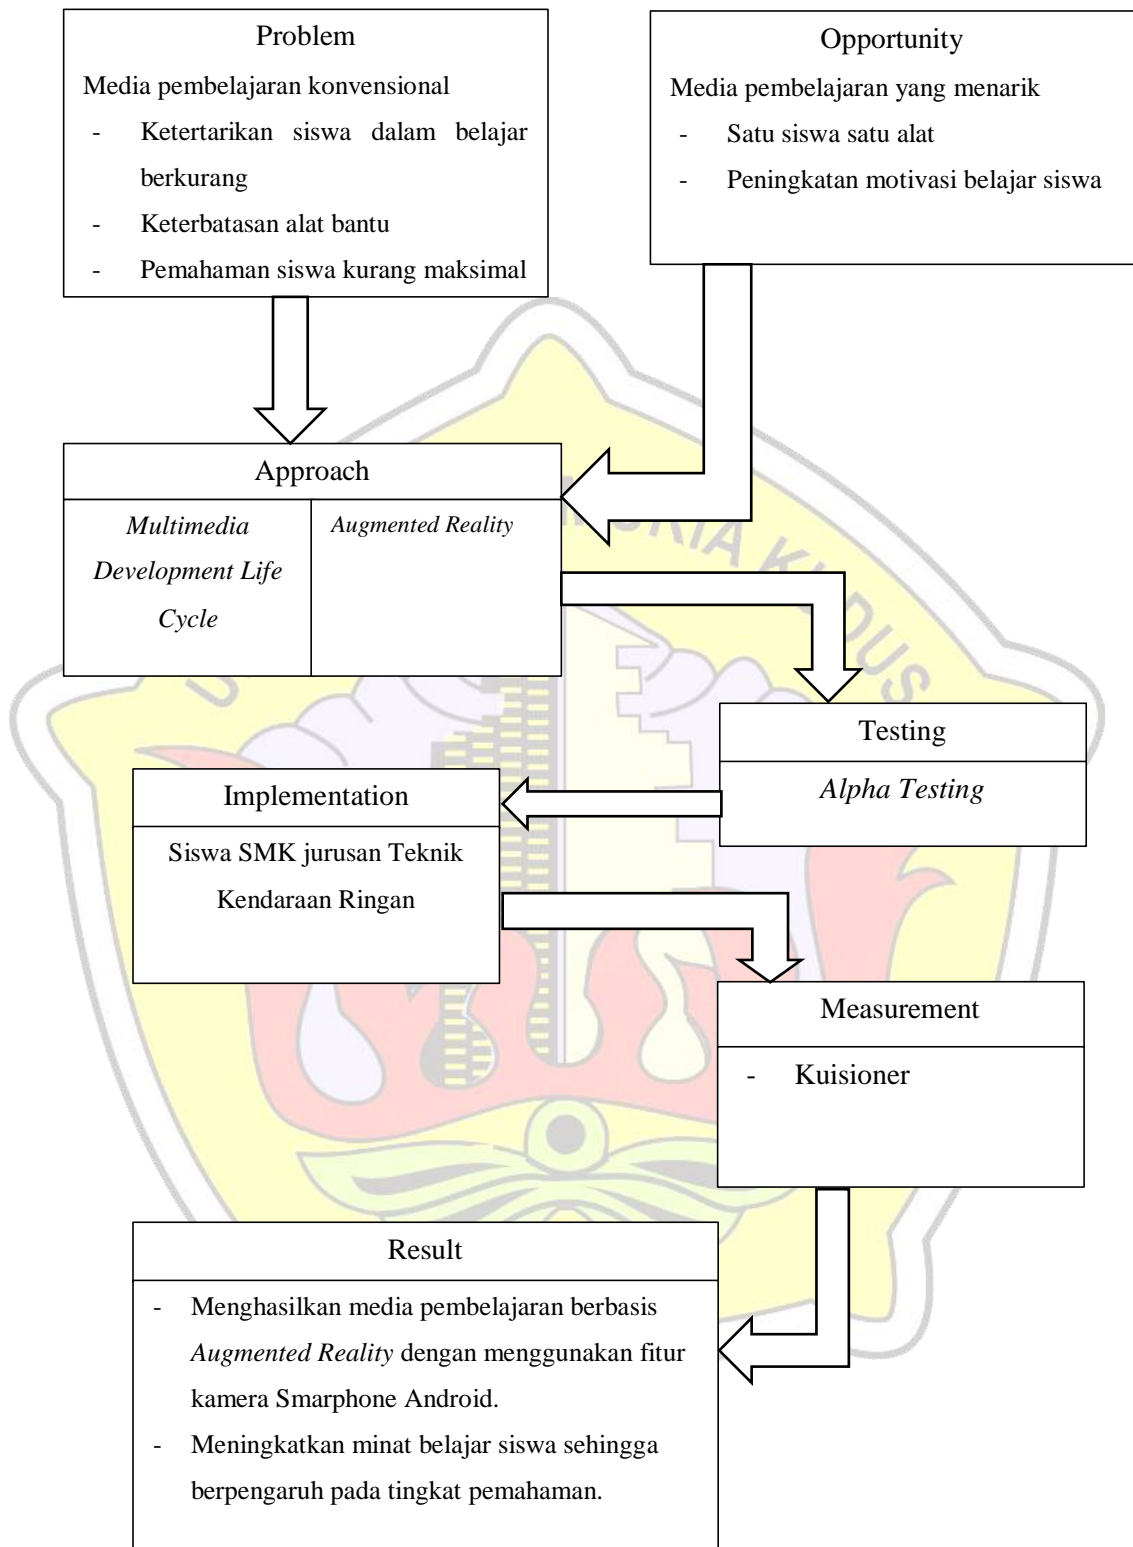 Problem
Media pembelajaran konvensional
- Ketertarikan siswa dalam belajar
berkurang
- Keterbatasan alat bantu
- Pemahaman siswa kurang maksimal
Opportunity
Media pembelajaran yang menarik
- Satu siswa satu alat
- Peningkatan motivasi belajar siswa
Approach
Multimedia
Development Life
Cycle
Augmented Reality
Testing
Alpha Testing
Implementation
Siswa SMK jurusan Teknik
Kendaraan Ringan
Measurement
- Kuisioner
Result
- Menghasilkan media pembelajaran berbasis
Augmented Reality dengan menggunakan fitur
kamera Smarphone Android.
- Meningkatkan minat belajar siswa sehingga
berpengaruh pada tingkat pemahaman.
KUDUS